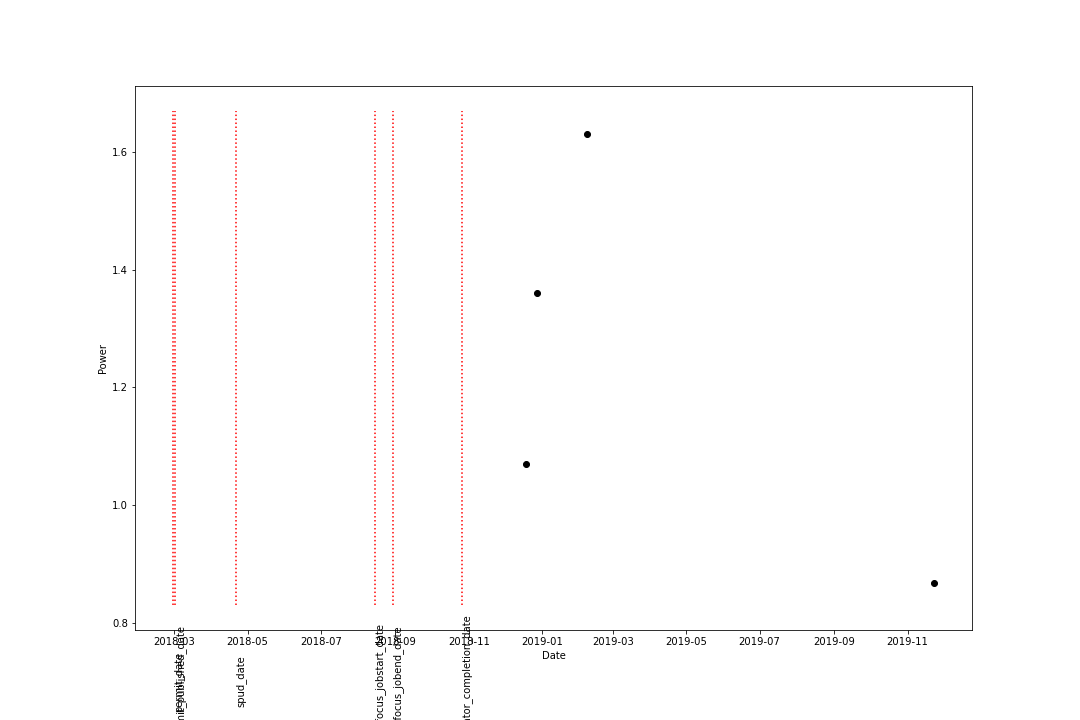 1.6
1.4
1.2
1.0
0.8
Power
2018-03
2018-05
2018-07
2018-09
2018-11
2019-01
2019-03
2019-05
2019-07
2019-09
2019-11
Date
spud_date
focus_jobstart_date
focus_jobend_date
tor_completion_date